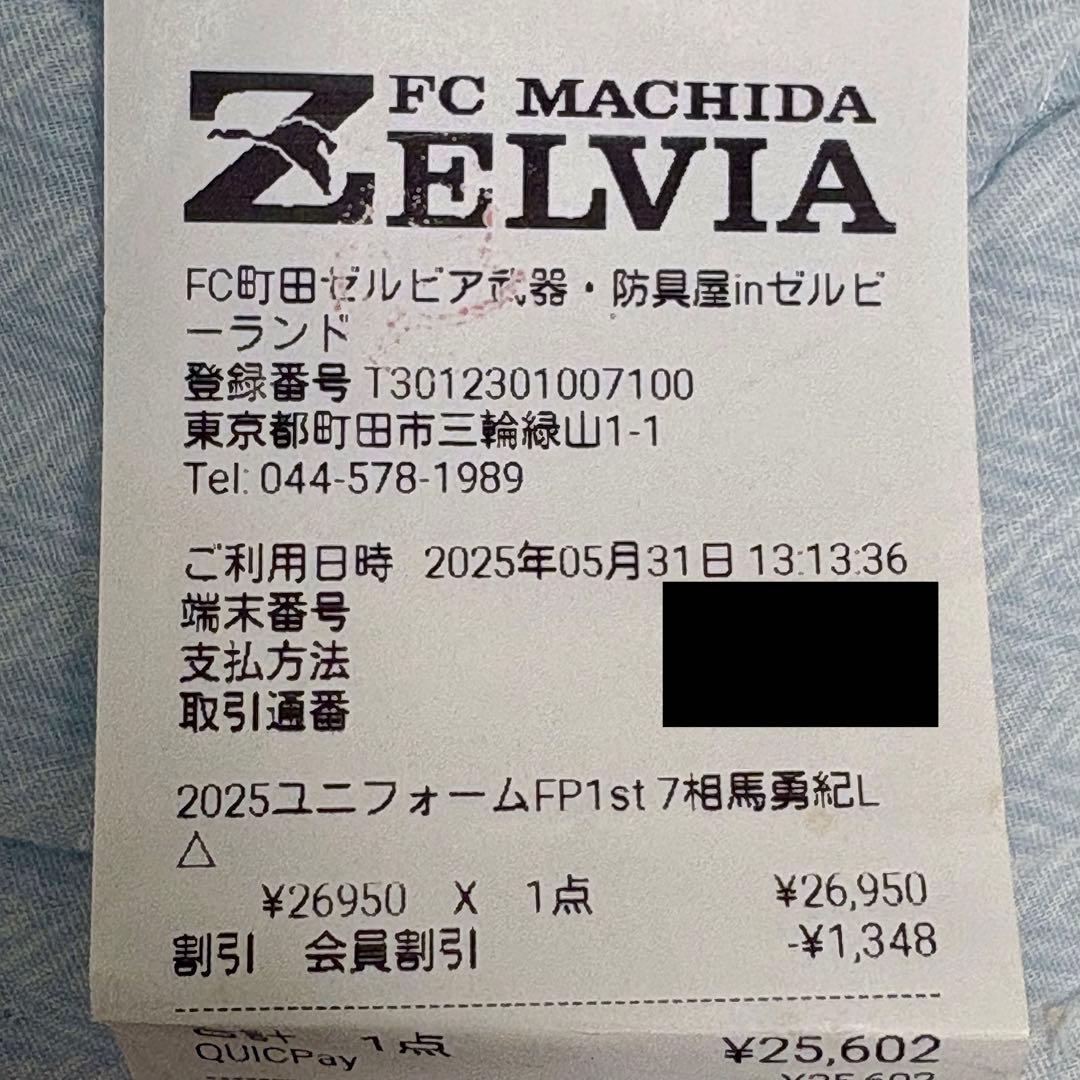 FC MACHIDA
ZELVIA
FC町田ゼルビア武器・防具屋inゼルビ
ーランド
登録番号 T3012301007100
東京都町田市三輪緑山1-1
Tel: 044-578-1989
ご利用日時 2025年05月31日 13:13:36
端末番号
支払方法
取引通番
2025ユニフォームFP1st 7相馬勇紀L
△
¥26950 X 1点 ¥26,950
割引 会員割引 -¥1,348
合計 1点 ¥25,602
QUICPay